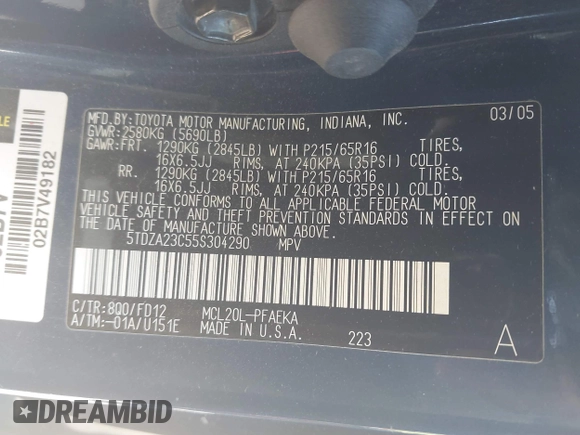 MFD.BY:TOYOTA MOTOR MANUFACTURING, INDIANA, INC. 03/05
GVWR:2580KG (5690LB)
GAWR:FRT. 1290KG (2845LB) WITH P215/65R16 TIRES,
16X6.5JJ RIMS, AT 240KPA (35PSI) COLD.
RR. 1290KG (2845LB) WITH P215/65R16 TIRES,
16X6.5JJ RIMS, AT 240KPA (35PSI) COLD.
THIS VEHICLE CONFORMS TO ALL APPLICABLE FEDERAL MOTOR
VEHICLE SAFETY AND THEFT PREVENTION STANDARDS IN EFFECT
ON THE DATE OF MANUFACTURE SHOWN ABOVE.
5TDZA23C55S304290 MPV
C/TR:8Q0/FD12 MCL20L-PFAEKA
A/TM:-01A/U151E MADE IN U.S.A. 223 A
02B7V49182
DREAMBID